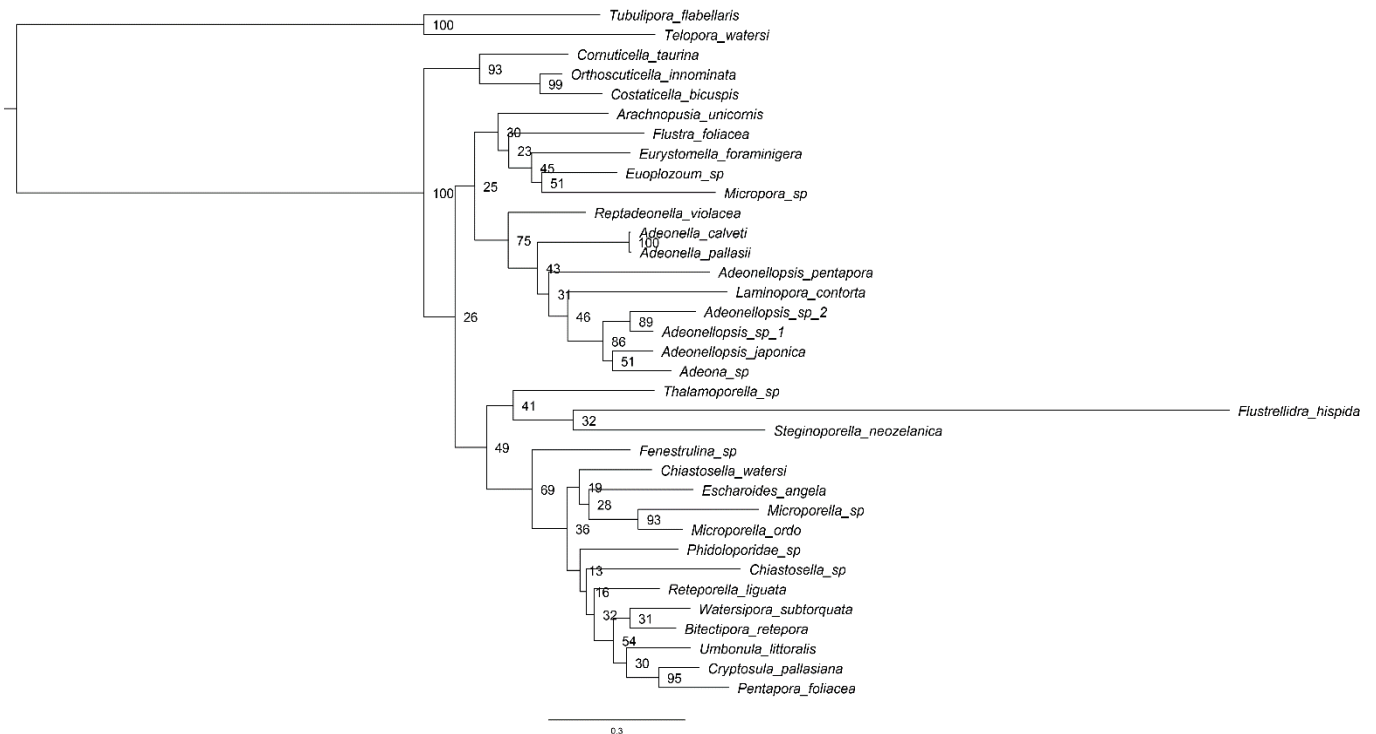 Tubulipora_flabellaris
100
Telopora_watersi
Cornuticella_taurina
93
Orthoscuticella_innominata
99
Costaticella_bicuspis
Arachnopusia_unicornis
30
Flustra_foliacea
23
Eurystomella_foraminigera
45
Euoplozoum_sp
51
100
25
Micropora_sp
Reptadeonella_violacea
Adeonella_calveti
75
100
Adeonella_pallasii
43
Adeonellopsis_pentapora
31
Laminopora_contorta
Adeonellopsis_sp_2
26
46
89
Adeonellopsis_sp_1
86
Adeonellopsis_japonica
51
Adeona_sp
Thalamoporella_sp
41
Flustrellidra_hispida
32
Steginoporella_neozelanica
49
Fenestrulina_sp
Chiastosella_watersi
69
19
Escharoides_angela
28
Microporella_sp
93
36
Microporella_ordo
Phidoloporidae_sp
13
Chiastosella_sp
16
Reteporella_liguata
Watersipora_subtorquata
32
31
Bitectipora_retepora
54
Umbonula_littoralis
30
Cryptosula_pallasiana
95
Pentapora_foliacea
0.3